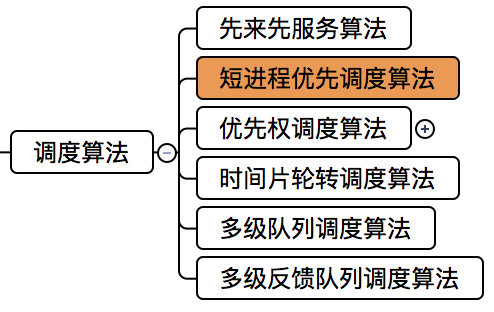 先来先服务算法
短进程优先调度算法
优先权调度算法
调度算法
时间片轮转调度算法
多级队列调度算法
多级反馈队列调度算法